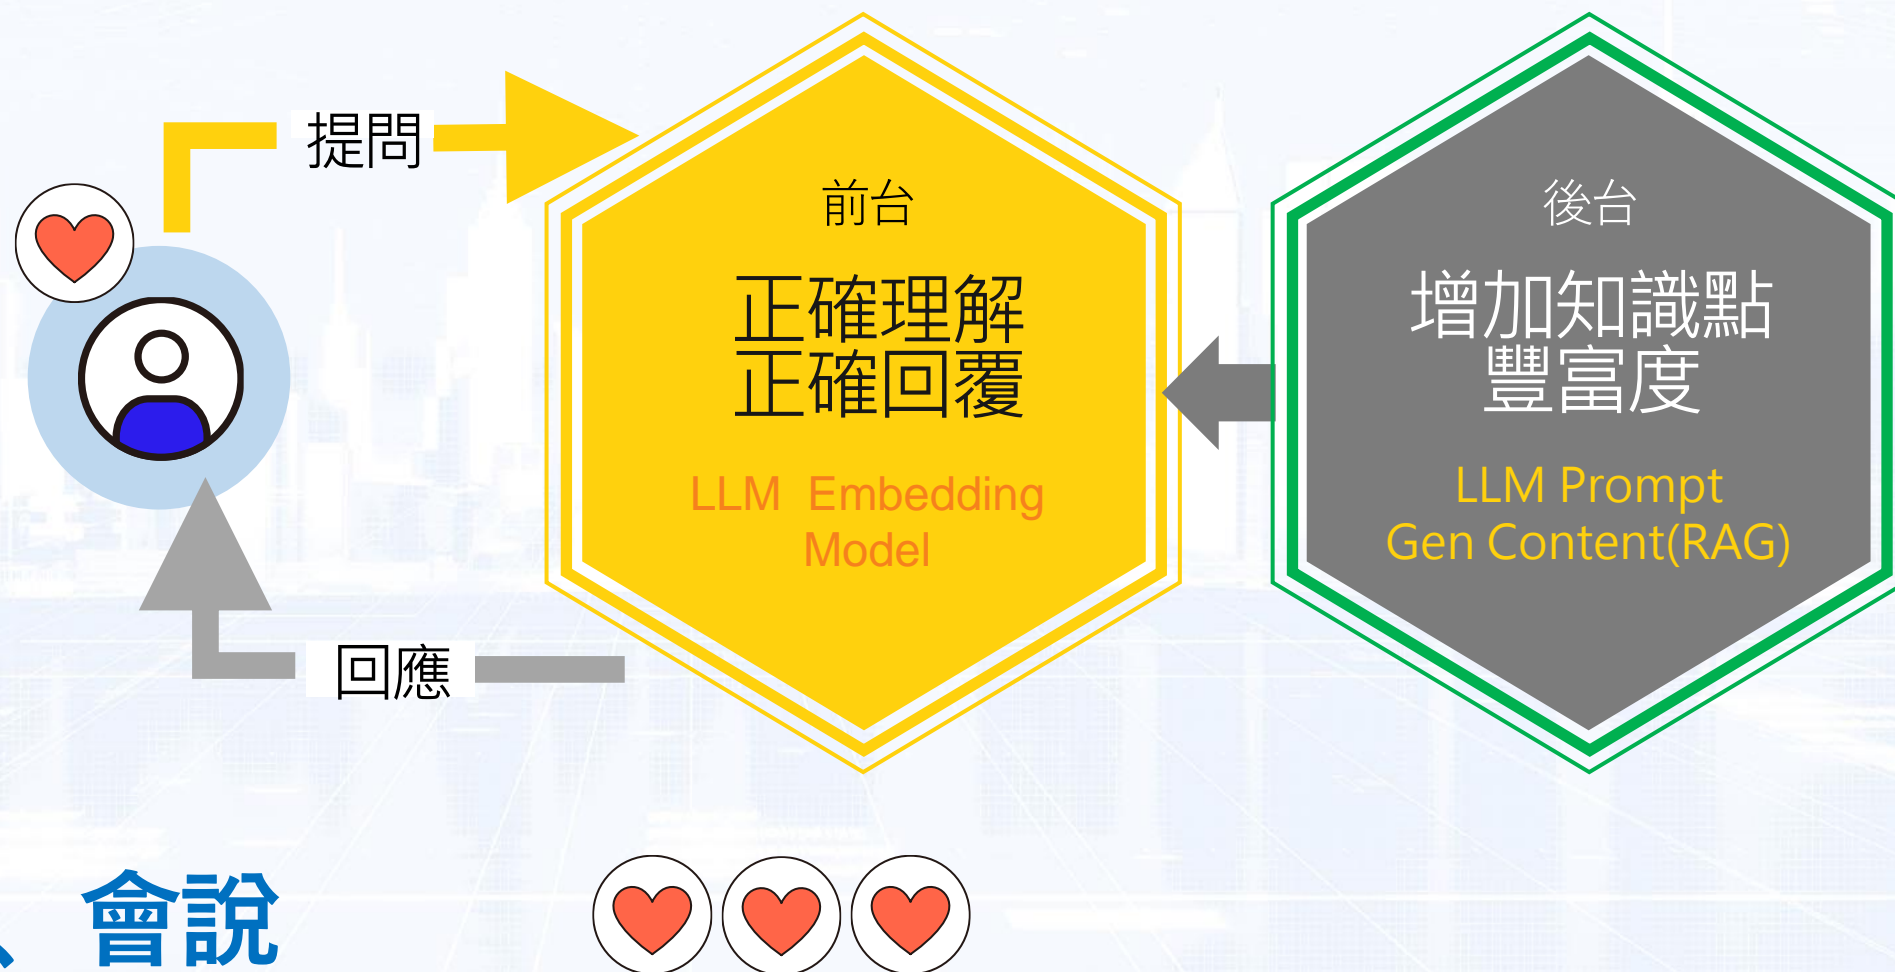 提問
前台
正確理解
正確回覆
LLM Embedding
Model
後台
增加知識點
豐富度
LLM Prompt
Gen Content(RAG)
回應
、會說